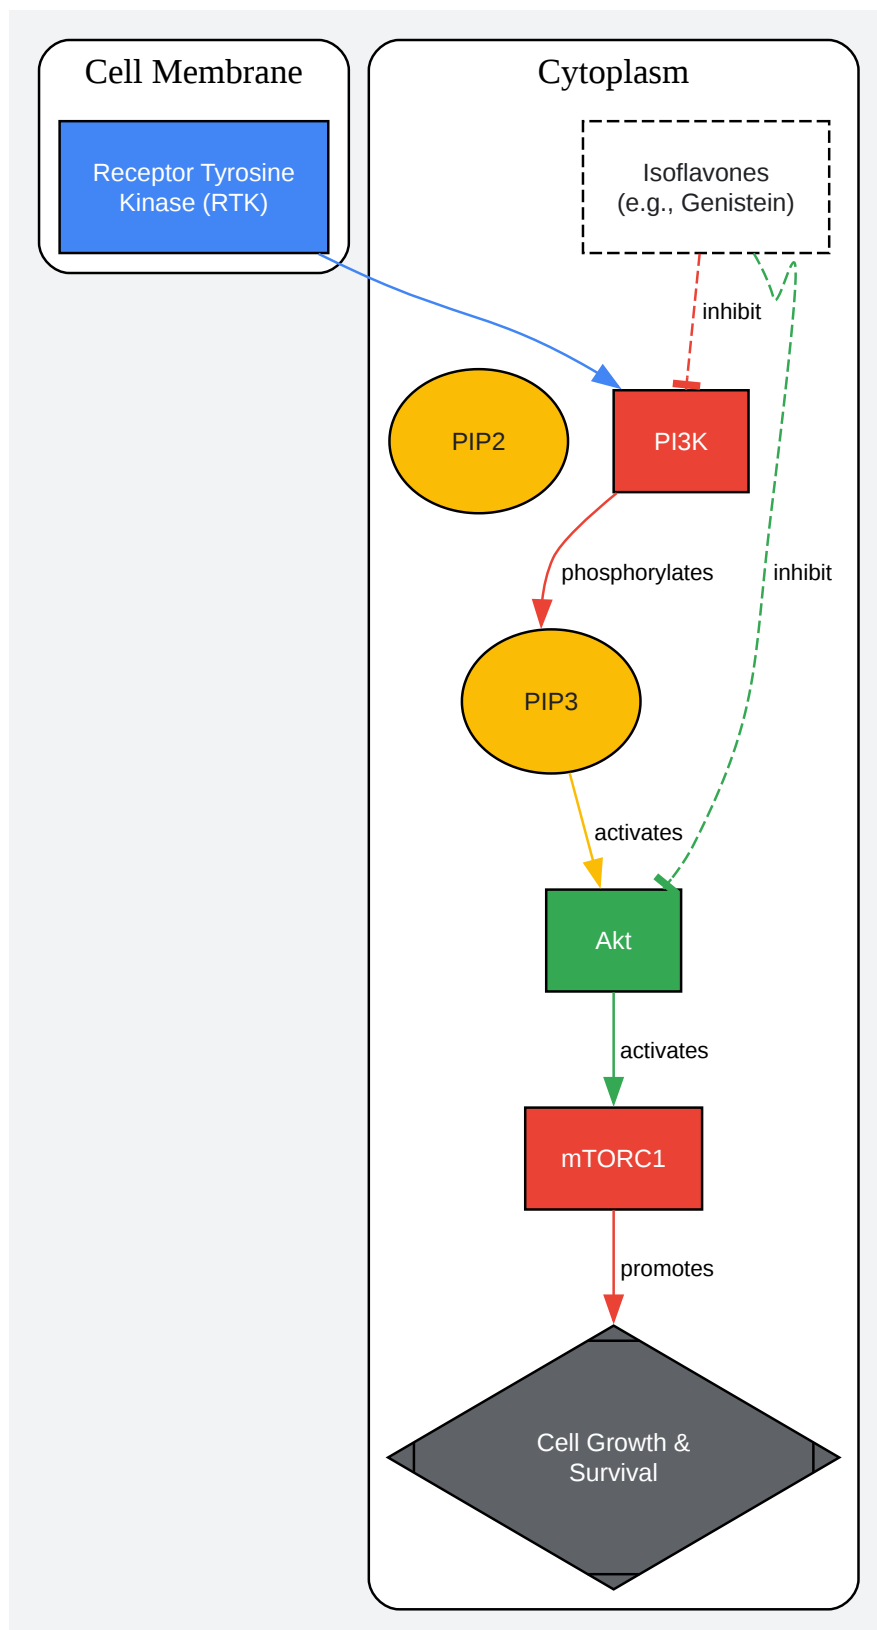 Cell Membrane
Cytoplasm
Receptor Tyrosine
Kinase (RTK)
Isoflavones
(e.g., Genistein)
inhibit
PIP2
PI3K
phosphorylates
inhibit
PIP3
activates
Akt
activates
mTORC1
promotes
Cell Growth &
Survival